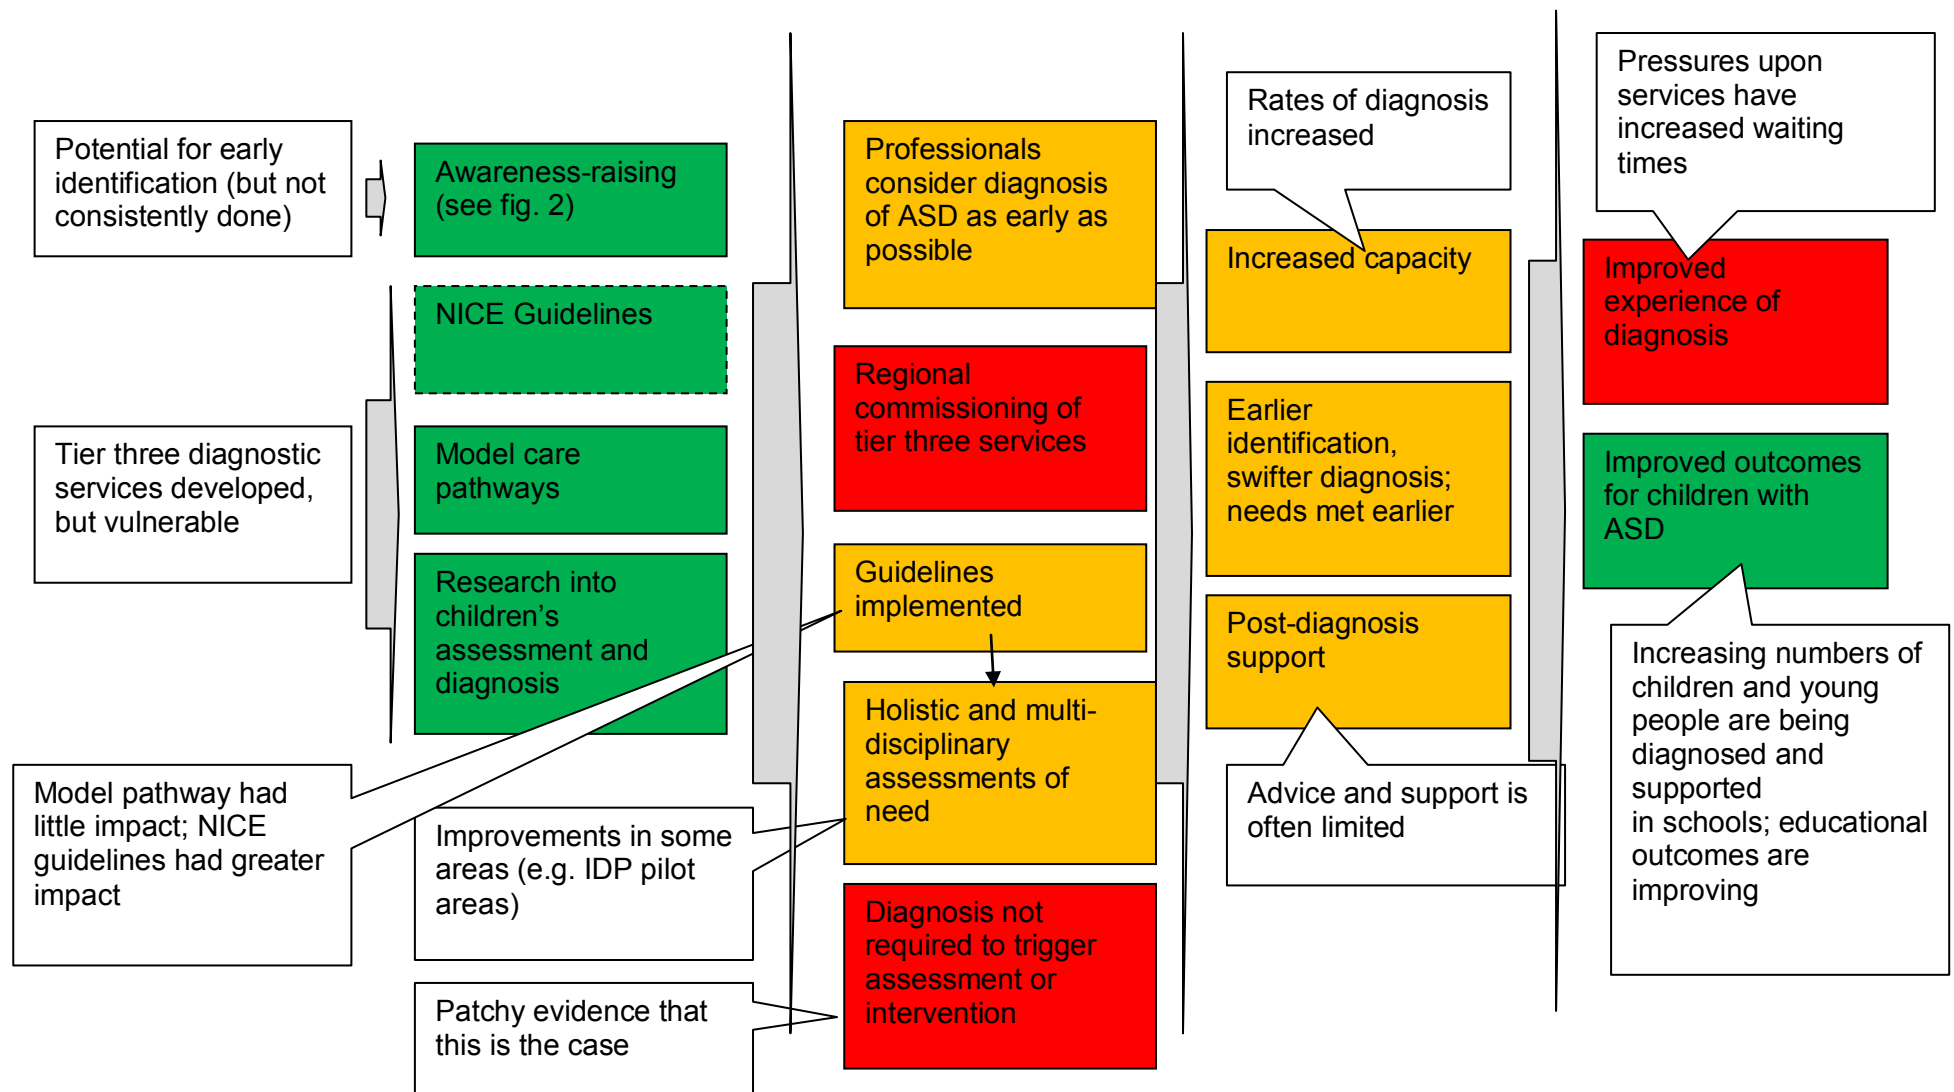 Potential for early
identification (but not
consistently done)
Tier three diagnostic
services developed,
but vulnerable
Model pathway had
little impact; NICE
guidelines had greater
impact
Awareness-raising
(see fig. 2)
NICE Guidelines
Model care
pathways
Research into
children’s
assessment and
diagnosis
Improvements in some
areas (e.g. IDP pilot
areas)
Patchy evidence that
this is the case
Professionals
consider diagnosis
of ASD as early as
possible
Regional
commissioning of
tier three services
Guidelines
implemented
Holistic and multi-
disciplinary
assessments of
need
Diagnosis not
required to trigger
assessment or
intervention
Rates of diagnosis
increased
Increased capacity
Earlier
identification,
swifter diagnosis;
needs met earlier
Post-diagnosis
support
Advice and support is
often limited
Pressures upon
services have
increased waiting
times
Improved
experience of
diagnosis
Improved outcomes
for children with
ASD
Increasing numbers of
children and young
people are being
diagnosed and
supported
in schools; educational
outcomes are
improving